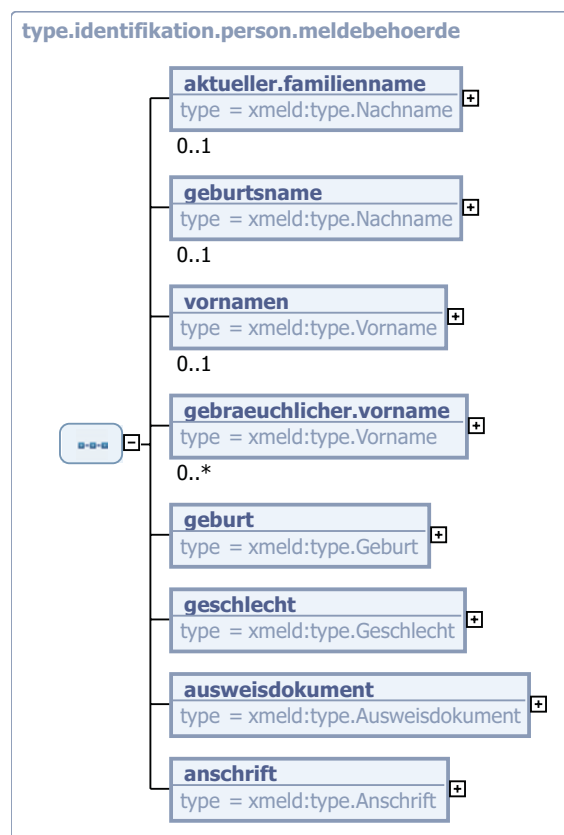 type.identifikation.person.meldebehoerde
aktueller.familienname
type = xmeld:type.Nachname
0..1
geburtsname
type = xmeld:type.Nachname
0..1
vornamen
type = xmeld:type.Vorname
0..1
gebraeuchlicher.vorname
type = xmeld:type.Vorname
0..*
geburt
type = xmeld:type.Geburt
geschlecht
type = xmeld:type.Geschlecht
ausweisdokument
type = xmeld:type.Ausweisdokument
anschrift
type = xmeld:type.Anschrift